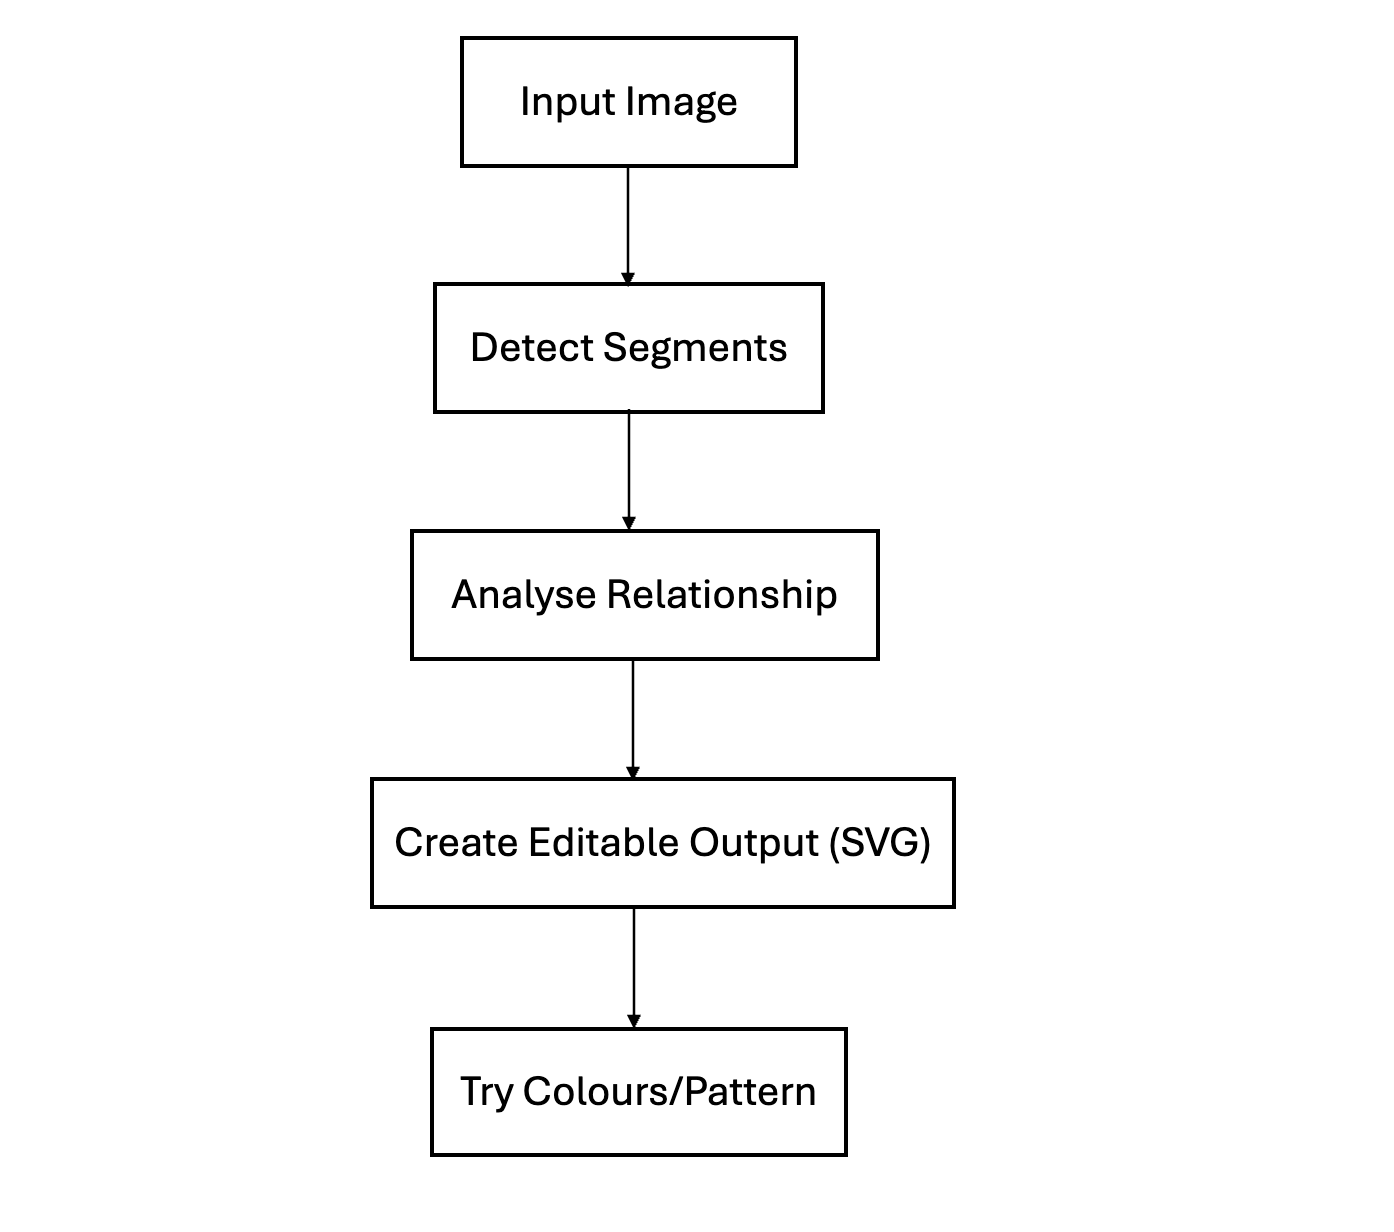 Input Image
Detect Segments
Analyse Relationship
Create Editable Output (SVG)
Try Colours/Pattern